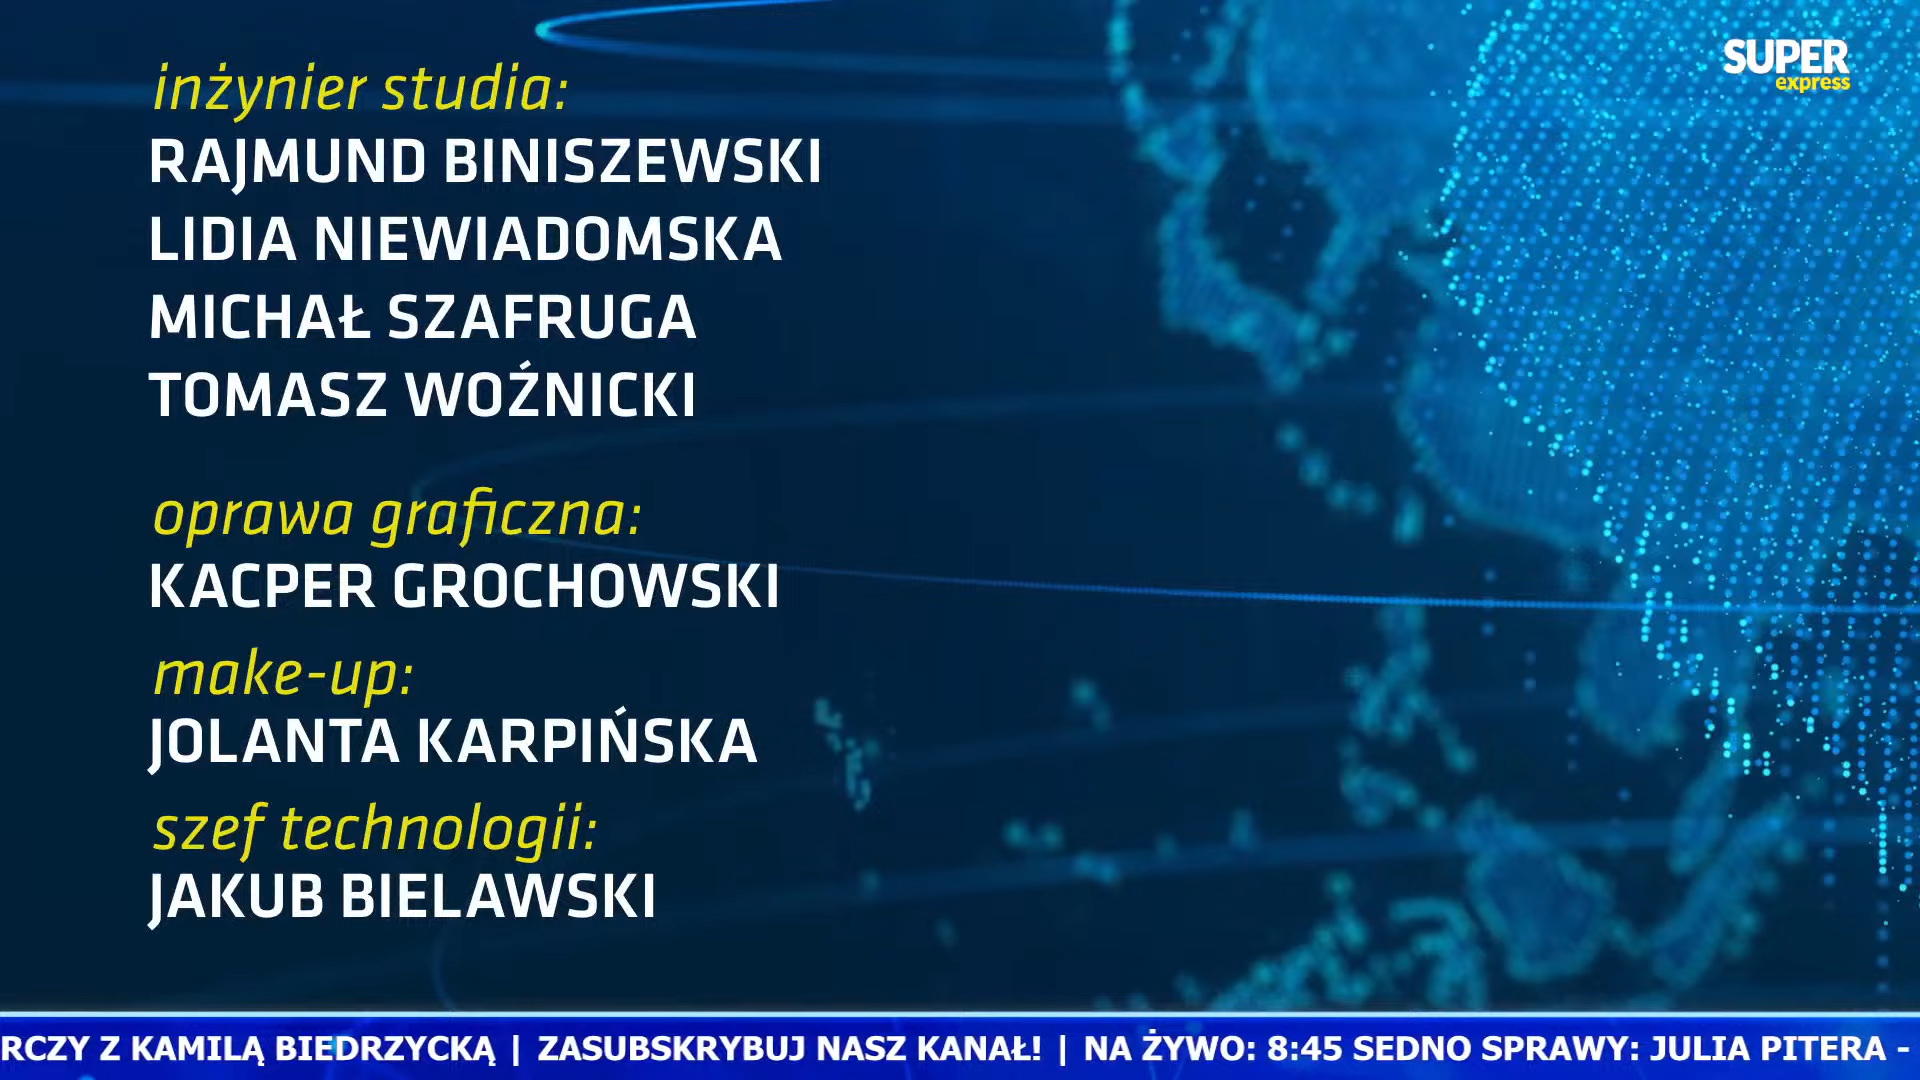 SUPER
express
inżynier studia:
RAJMUND BINISZEWSKI
LIDIA NIEWIADOMSKA
MICHAŁ SZAFRUGA
TOMASZ WOŹNICKI
oprawa graficzna:
KACPER GROCHOWSKI
make-up:
JOLANTA KARPIŃSKA
szef technologii:
JAKUB BIELAWSKI
RCZY Z KAMILĄ BIEDRZYCKĄ | ZASUBSKRYBUJ NASZ KANAŁ! | NA ŻYWO: 8:45 SEDNO SPRAWY: JULIA PITERA -